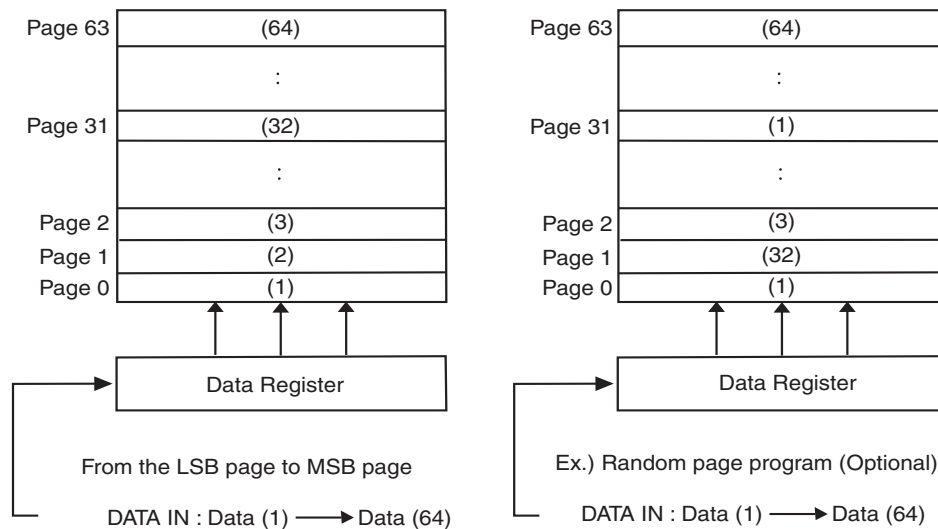 Page 63 (64)
:
Page 31 (32)
:
Page 2 (3)
Page 1 (2)
Page 0 (1)
Data Register
From the LSB page to MSB page
DATA IN : Data (1) Data (64)
Page 63 (64)
:
Page 31 (1)
:
Page 2 (3)
Page 1 (32)
Page 0 (1)
Data Register
Ex.) Random page program (Optional)
DATA IN : Data (1) Data (64)